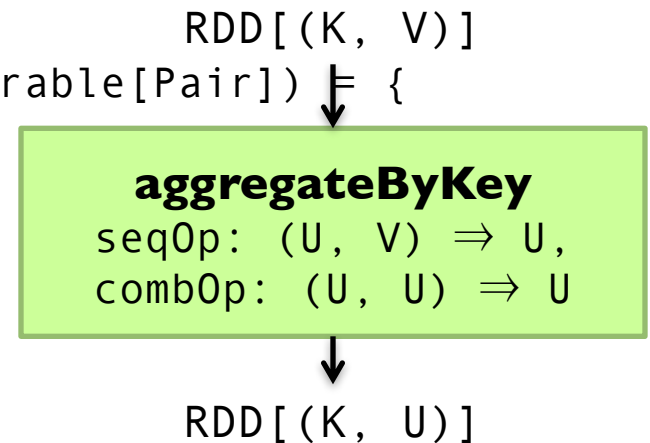 RDD[(K, V)]
rable[Pair]) = {
aggregateByKey
seqOp: (U, V) ⇒ U,
combOp: (U, U) ⇒ U
RDD[(K, U)]